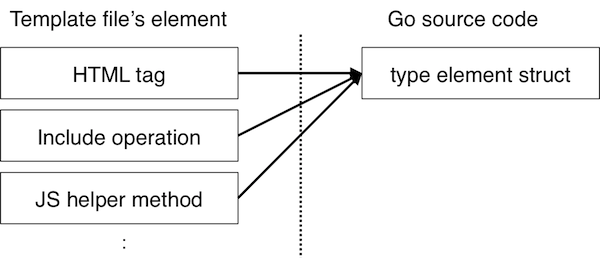 Template file's element
Go source code
HTML tag
type element struct
Include operation
JS helper method
: